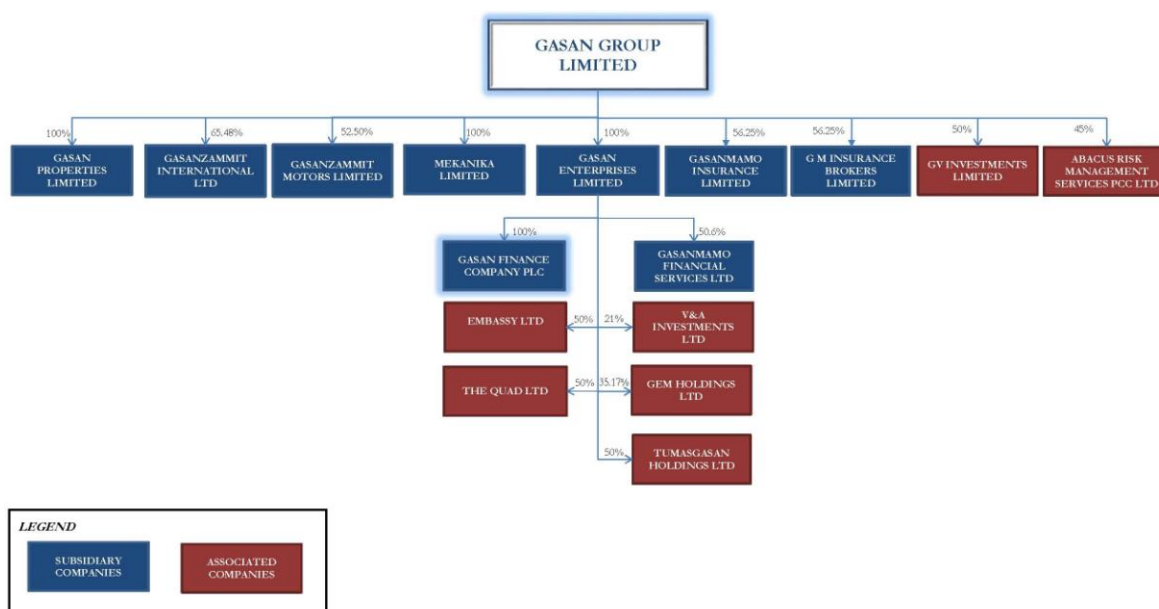 GASAN GROUP
LIMITED
100%
65.48%
52.50%
100%
100%
56.25%
56.25%
50%
45%
GASAN
PROPERTIES
LIMITED
GASANZAMMIT
INTERNATIONAL
LTD
GASANZAMMIT
MOTORS LIMITED
MEKANIKA
LIMITED
GASAN
ENTERPRISES
LIMITED
GASANMAMO
INSURANCE
LIMITED
G M INSURANCE
BROKERS
LIMITED
GV INVESTMENTS
LIMITED
ABACUS RISK
MANAGEMENT
SERVICES PCC LTD
100%
50.6%
GASAN FINANCE
COMPANY PLC
GASANMAMO
FINANCIAL
SERVICES LTD
EMBASSY LTD
50%
21%
V&A
INVESTMENTS
LTD
THE QUAD LTD
50%
35.17%
GEM HOLDINGS
LTD
50%
TUMASGASAN
HOLDINGS LTD
LEGEND
SUBSIDIARY
COMPANIES
ASSOCIATED
COMPANIES